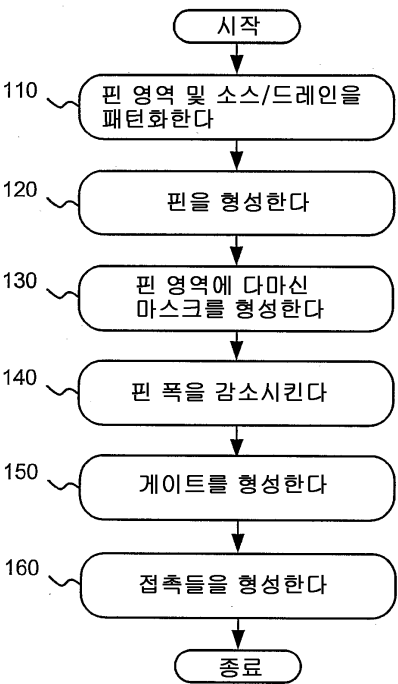 시작
110
핀 영역 및 소스/드레인을
패턴화한다
120
핀을 형성한다
130
핀 영역에 다마신
마스크를 형성한다
140
핀 폭을 감소시킨다
150
게이트를 형성한다
160
접촉들을 형성한다
종료